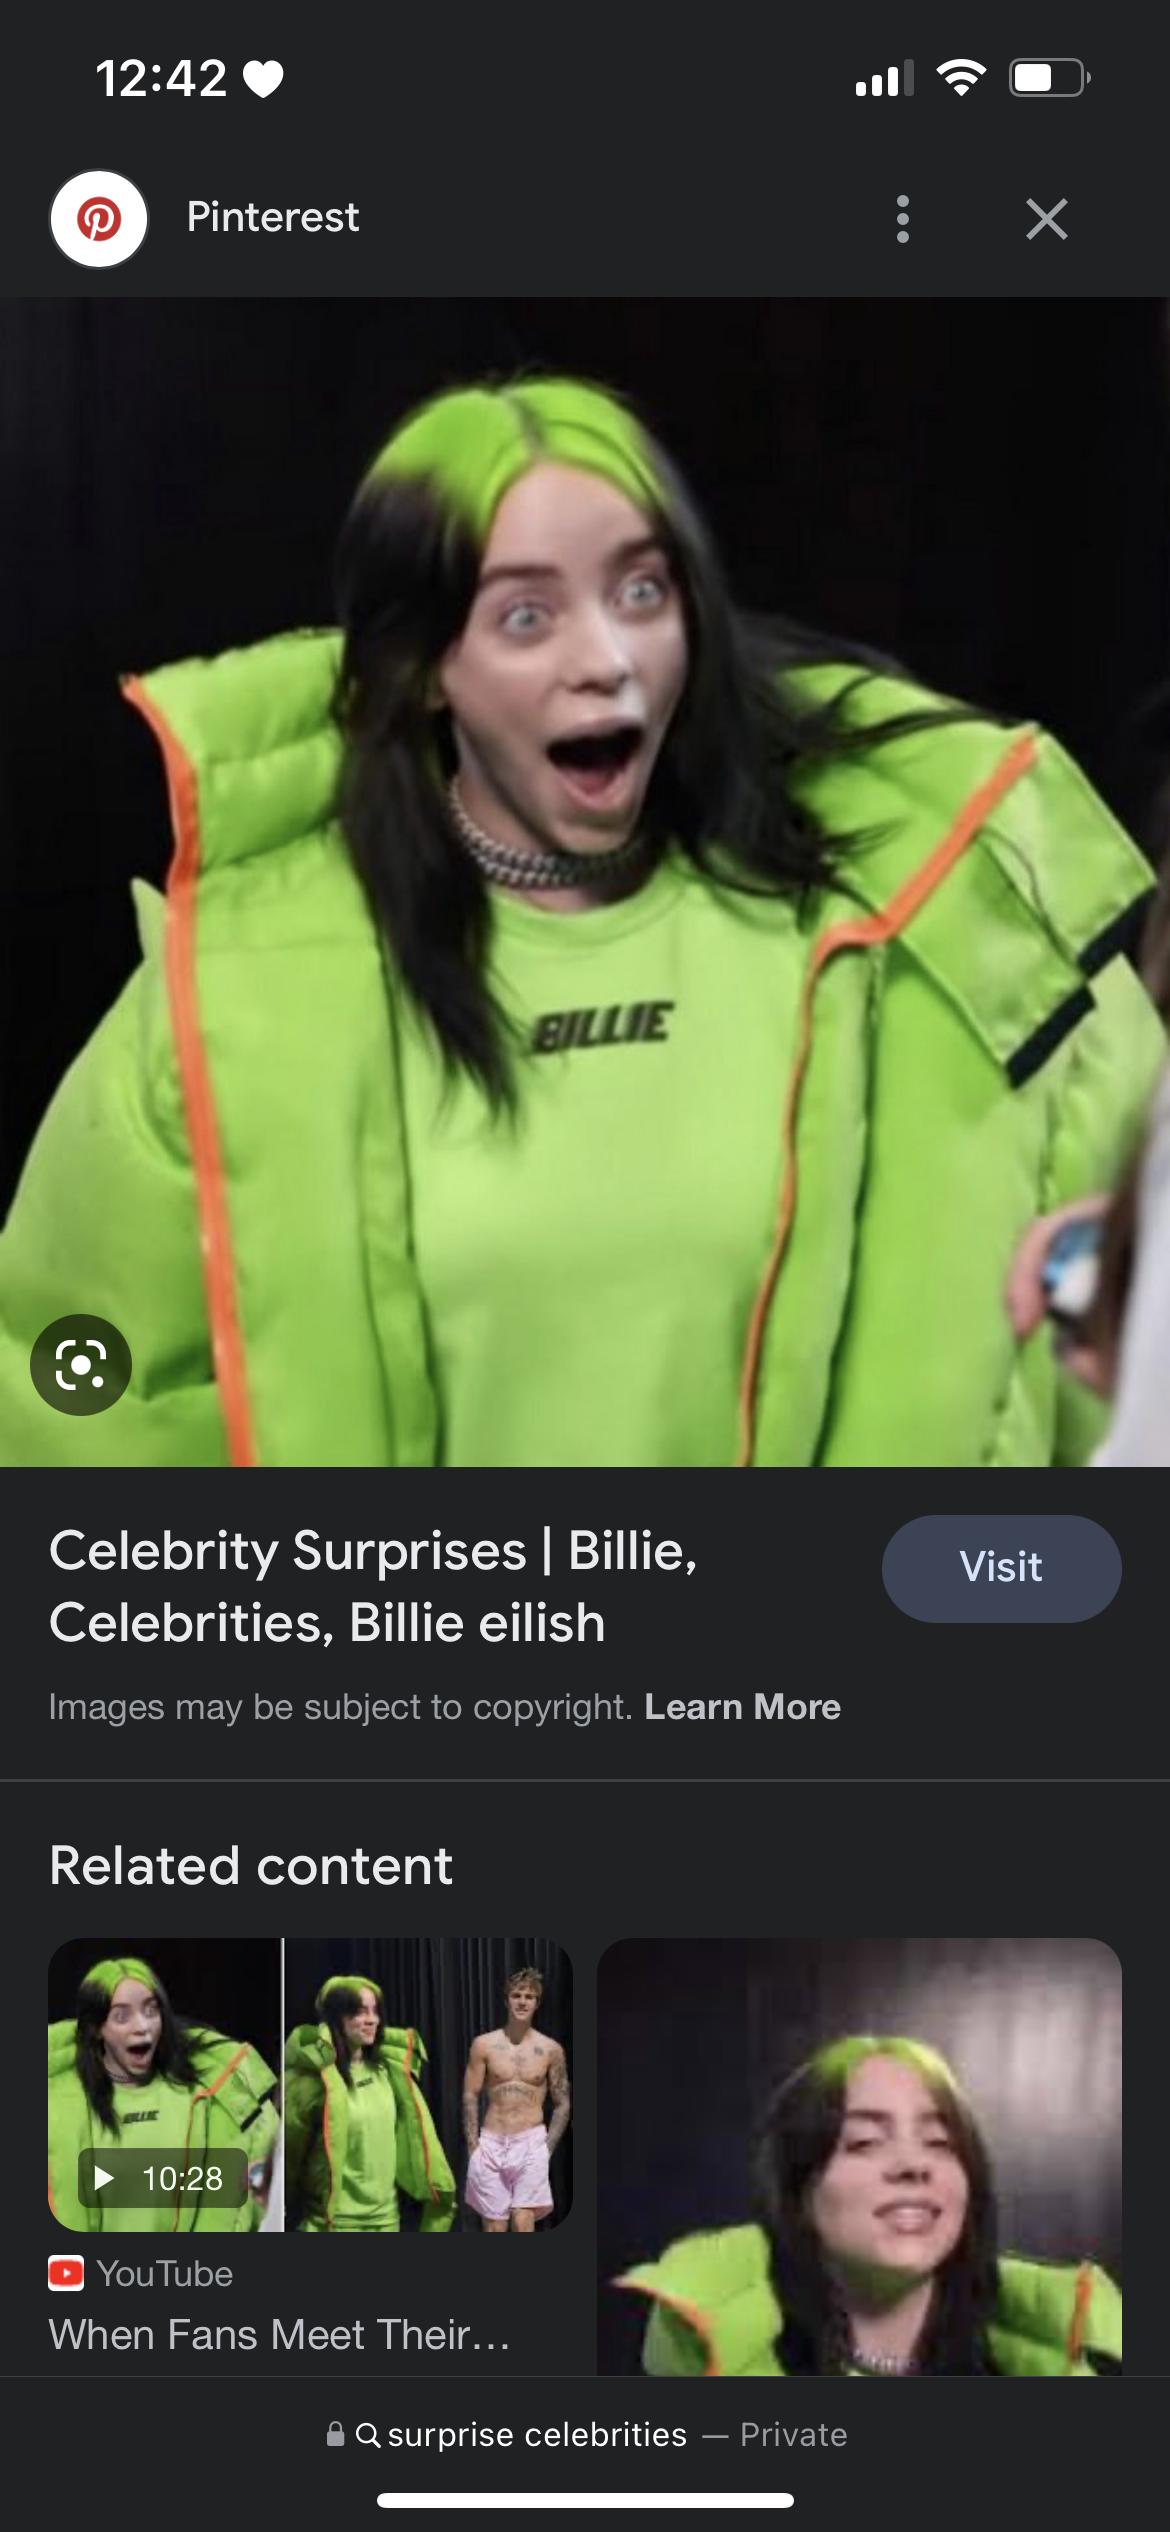 12:42
Pinterest
BILLIE
Celebrity Surprises | Billie,
Celebrities, Billie eilish
Visit
Images may be subject to copyright. Learn More
Related content
BILLIE
10:28
YouTube
When Fans Meet Their...
surprise celebrities — Private